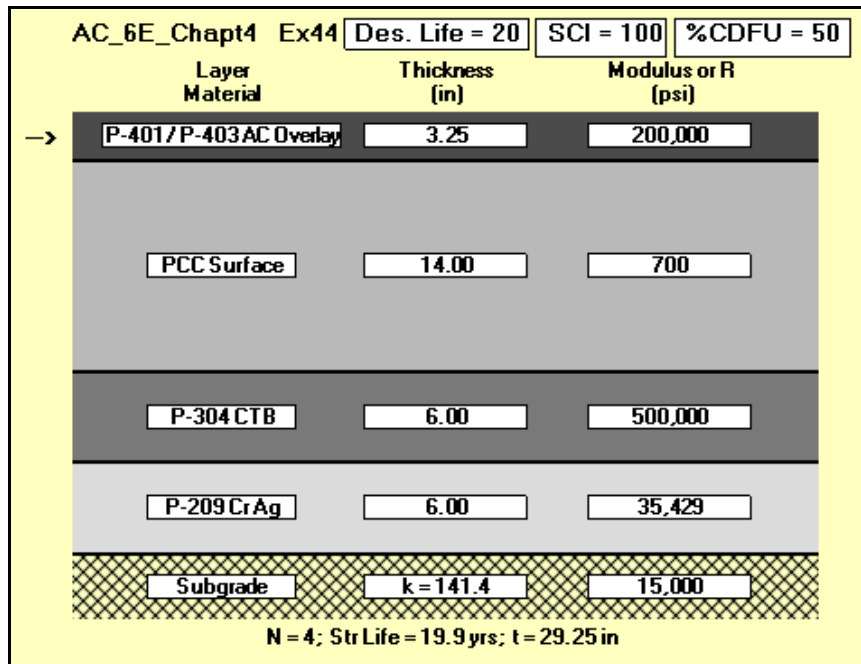 AC_6E_Chapt4 Ex44 Des. Life = 20 SCI = 100 %CDFU = 50
Layer Material Thickness (in) Modulus or R (psi)
--> P-401/ P-403 AC Overlay 3.25 200,000
PCC Surface 14.00 700
P-304 CTB 6.00 500,000
P-209 CrAg 6.00 35,429
Subgrade k = 141.4 15,000
N = 4; Str Life = 19.9 yrs; t = 29.25 in